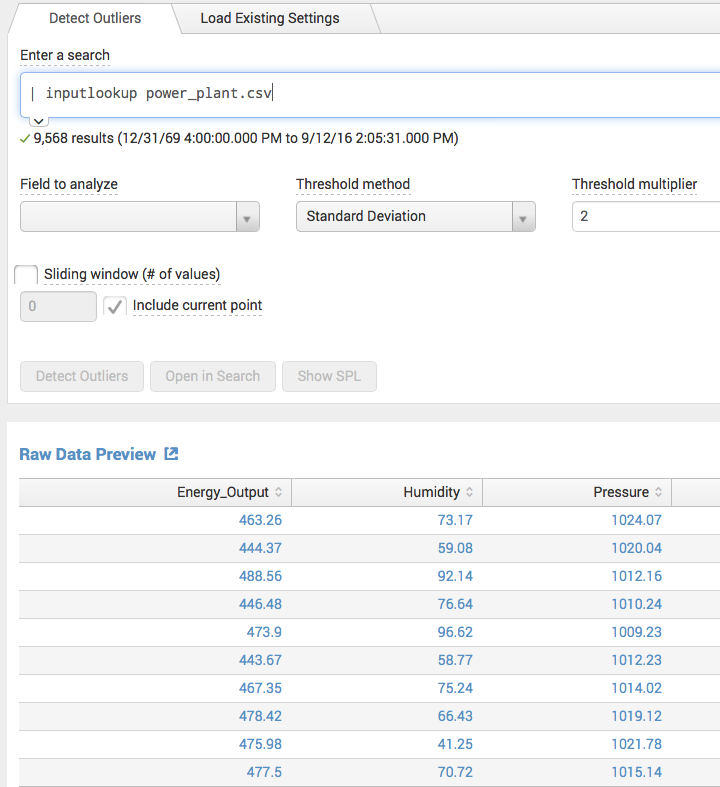 Detect Outliers Load Existing Settings
Enter a search
| inputlookup power_plant.csv
9,568 results (12/31/69 4:00:00.000 PM to 9/12/16 2:05:31.000 PM)
Field to analyze Threshold method Threshold multiplier
Standard Deviation 2
Sliding window (# of values)
0 Include current point
Detect Outliers Open in Search Show SPL
Raw Data Preview
Energy_Output Humidity Pressure
463.26 73.17 1024.07
444.37 59.08 1020.04
488.56 92.14 1012.16
446.48 76.64 1010.24
473.9 96.62 1009.23
443.67 58.77 1012.23
467.35 75.24 1014.02
478.42 66.43 1019.12
475.98 41.25 1021.78
477.5 70.72 1015.14